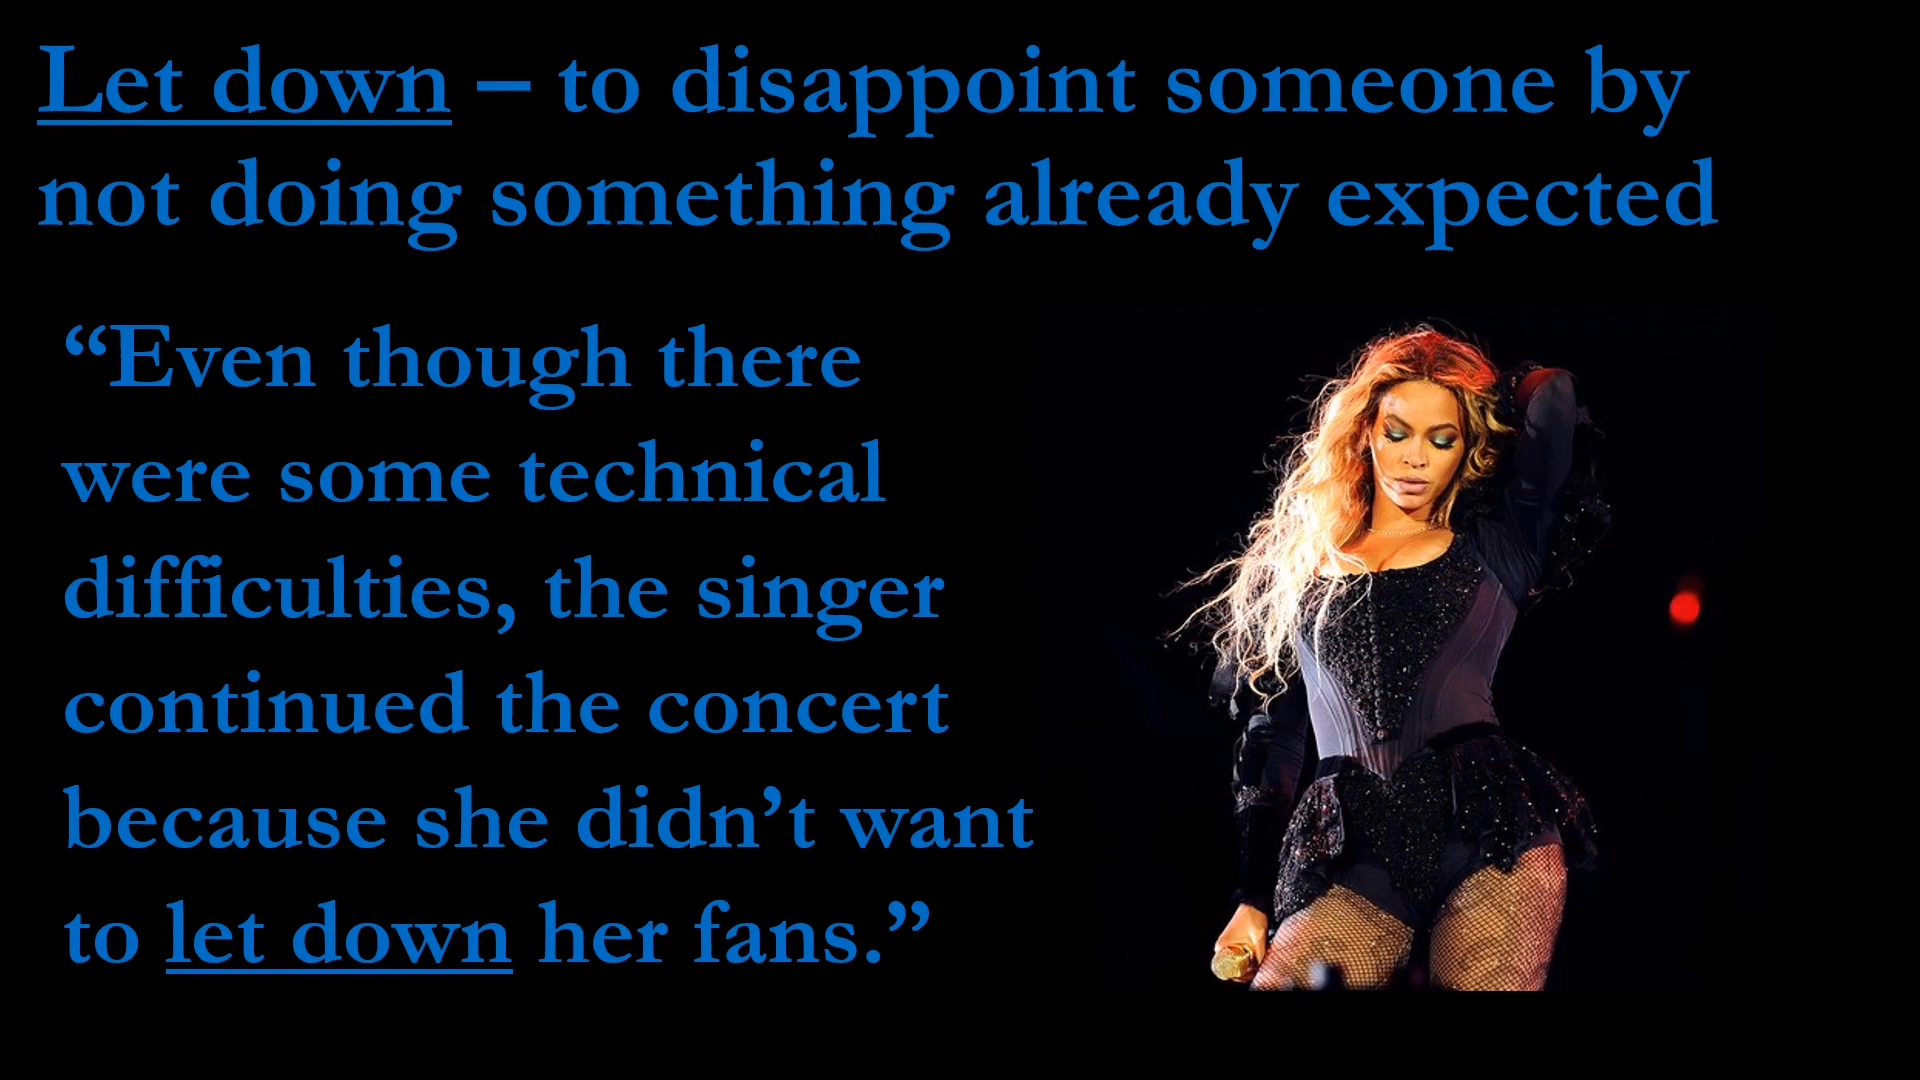 Let down – to disappoint someone by
not doing something already expected
“Even though there
were some technical
difficulties, the singer
continued the concert
because she didn’t want
to let down her fans.”